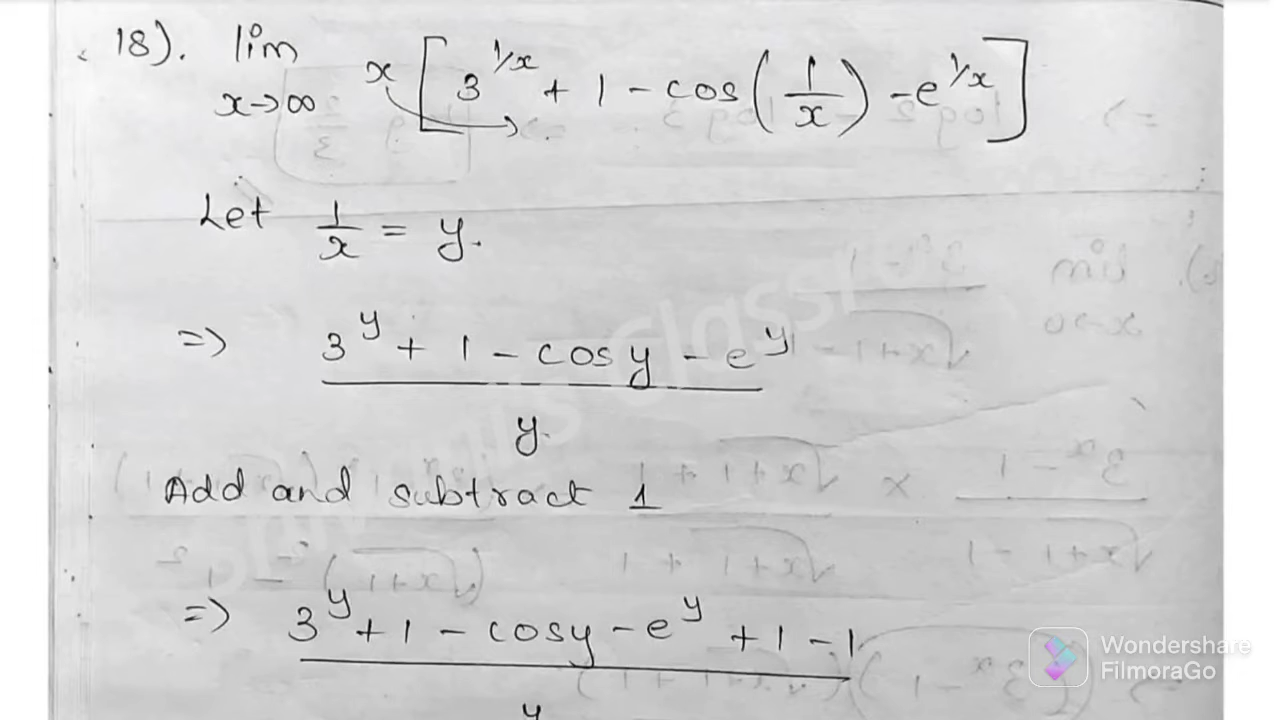 18). lim x→∞ x [3^{1/x} + 1 - cos(1/x) - e^{1/x}]
Let 1/x = y.
=> (3^y + 1 - cos y - e^y) / y.
Add and subtract 1
=> (3^y + 1 - cos y - e^y + 1 - 1) / y
Wondershare
FilmoraGo